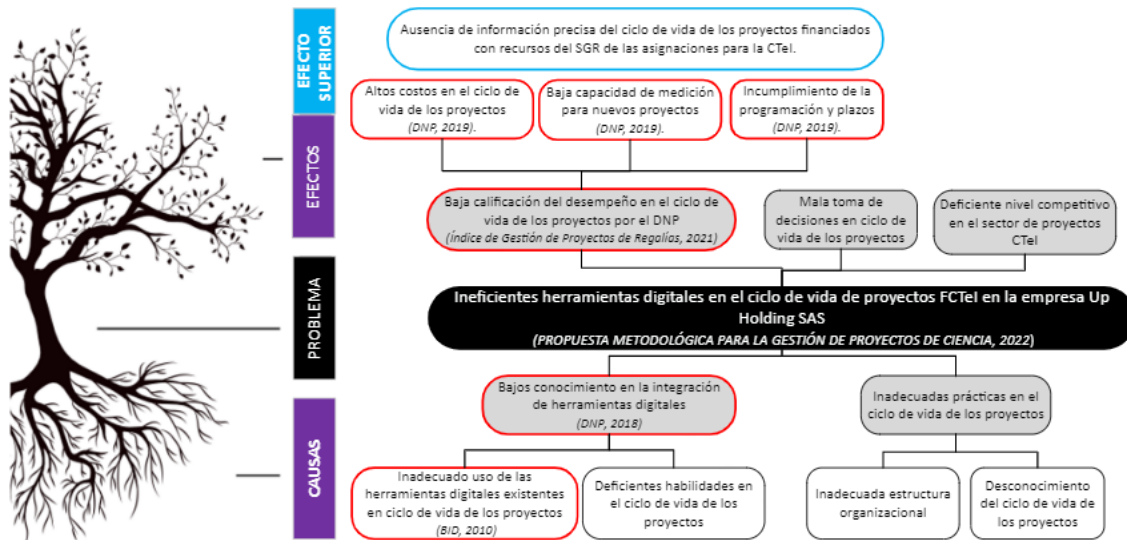 EFECTO
SUPERIOR
Ausencia de información precisa del ciclo de vida de los proyectos financiados
con recursos del SGR de las asignaciones para la CTeI.
EFECTOS
Altos costos en el ciclo de
vida de los proyectos
(DNP, 2019).
Baja capacidad de medición
para nuevos proyectos
(DNP, 2019).
Incumplimiento de la
programación y plazos
(DNP, 2019).
Baja calificación del desempeño en el ciclo de
vida de los proyectos por el DNP
(Índice de Gestión de Proyectos de Regalías, 2021)
Mala toma de
decisiones en ciclo de
vida de los proyectos
Deficiente nivel competitivo
en el sector de proyectos
CTeI
PROBLEMA
Ineficientes herramientas digitales en el ciclo de vida de proyectos FCTeI en la empresa Up
Holding SAS
(PROPUESTA METODOLÓGICA PARA LA GESTIÓN DE PROYECTOS DE CIENCIA, 2022)
CAUSAS
Bajos conocimiento en la integración
de herramientas digitales
(DNP, 2018)
Inadecuadas prácticas en el
ciclo de vida de los proyectos
Inadecuado uso de las
herramientas digitales existentes
en ciclo de vida de los proyectos
(BID, 2010)
Deficientes habilidades en
el ciclo de vida de los
proyectos
Inadecuada estructura
organizacional
Desconocimiento
del ciclo de vida de
los proyectos